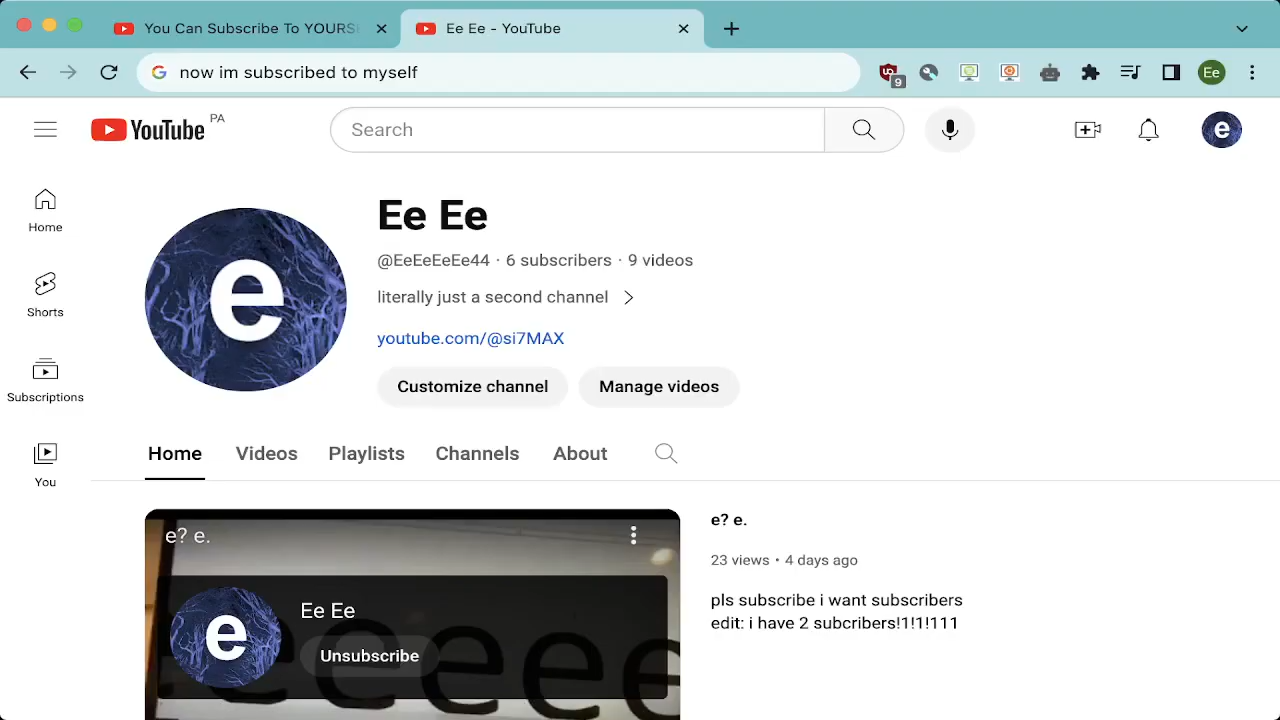 You Can Subscribe To YOURS
Ee Ee - YouTube
now im subscribed to myself
9
Ee
YouTube PA
Search
e
Home
Shorts
Subscriptions
You
e
Ee Ee
@EeEeEeEe44 · 6 subscribers · 9 videos
literally just a second channel
youtube.com/@si7MAX
Customize channel
Manage videos
Home Videos Playlists Channels About
e? e.
e
Ee Ee
Unsubscribe
eeeee
e? e.
23 views • 4 days ago
pls subscribe i want subscribers
edit: i have 2 subcribers!1!1!111